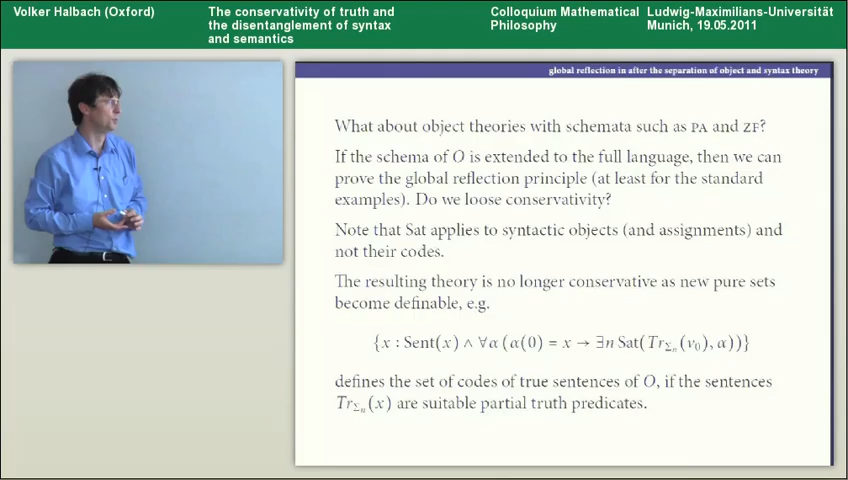 Volker Halbach (Oxford)
The conservativity of truth and
the disentanglement of syntax
and semantics
Colloquium Mathematical
Philosophy
Ludwig-Maximilians-Universität
Munich, 19.05.2011
global reflection in after the separation of object and syntax theory
What about object theories with schemata such as PA and ZF?
If the schema of O is extended to the full language, then we can
prove the global reflection principle (at least for the standard
examples). Do we loose conservativity?
Note that Sat applies to syntactic objects (and assignments) and
not their codes.
The resulting theory is no longer conservative as new pure sets
become definable, e.g.
{x : Sent(x) ∧ ∀α (α(0) = x → ∃n Sat(Tr_Σₙ(v₀), α))}
defines the set of codes of true sentences of O, if the sentences
Tr_Σₙ(x) are suitable partial truth predicates.